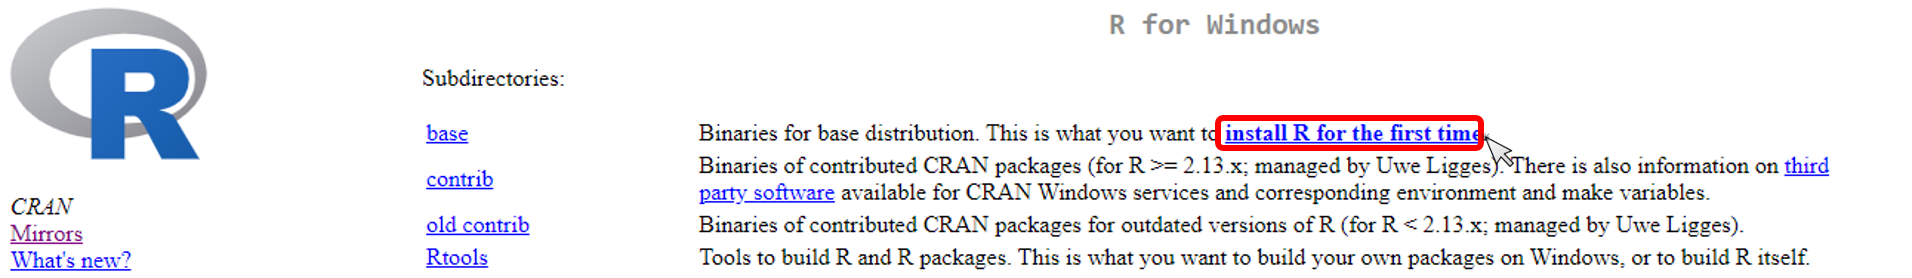 R
R for Windows
Subdirectories:
base Binaries for base distribution. This is what you want to install R for the first time.
contrib Binaries of contributed CRAN packages (for R >= 2.13.x; managed by Uwe Ligges). There is also information on third
party software available for CRAN Windows services and corresponding environment and make variables.
old contrib Binaries of contributed CRAN packages for outdated versions of R (for R < 2.13.x; managed by Uwe Ligges).
Rtools Tools to build R and R packages. This is what you want to build your own packages on Windows, or to build R itself.
CRAN
Mirrors
What's new?